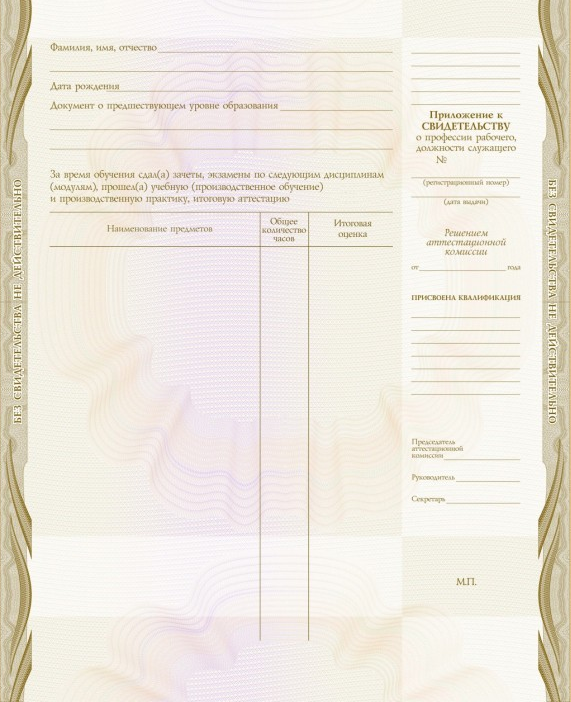 Фамилия, имя, отчество
Дата рождения
Документ о предшествующем уровне образования
За время обучения сдал(а) зачеты, экзамены по следующим дисциплинам
(модулям), прошел(а) учебную (производственное обучение)
и производственную практику, итоговую аттестацию
Наименование предметов
Общее
количество
часов
Итоговая
оценка
Приложение к
СВИДЕТЕЛЬСТВУ
о профессии рабочего,
должности служащего
№
(регистрационный номер)
(дата выдачи)
Решением
аттестационной
комиссии
от года
ПРИСВОЕНА КВАЛИФИКАЦИЯ
Председатель
аттестационной
комиссии
Руководитель
Секретарь
М.П.
БЕЗ СВИДЕТЕЛЬСТВА НЕ ДЕЙСТВИТЕЛЬНО
БЕЗ СВИДЕТЕЛЬСТВА НЕ ДЕЙСТВИТЕЛЬНО